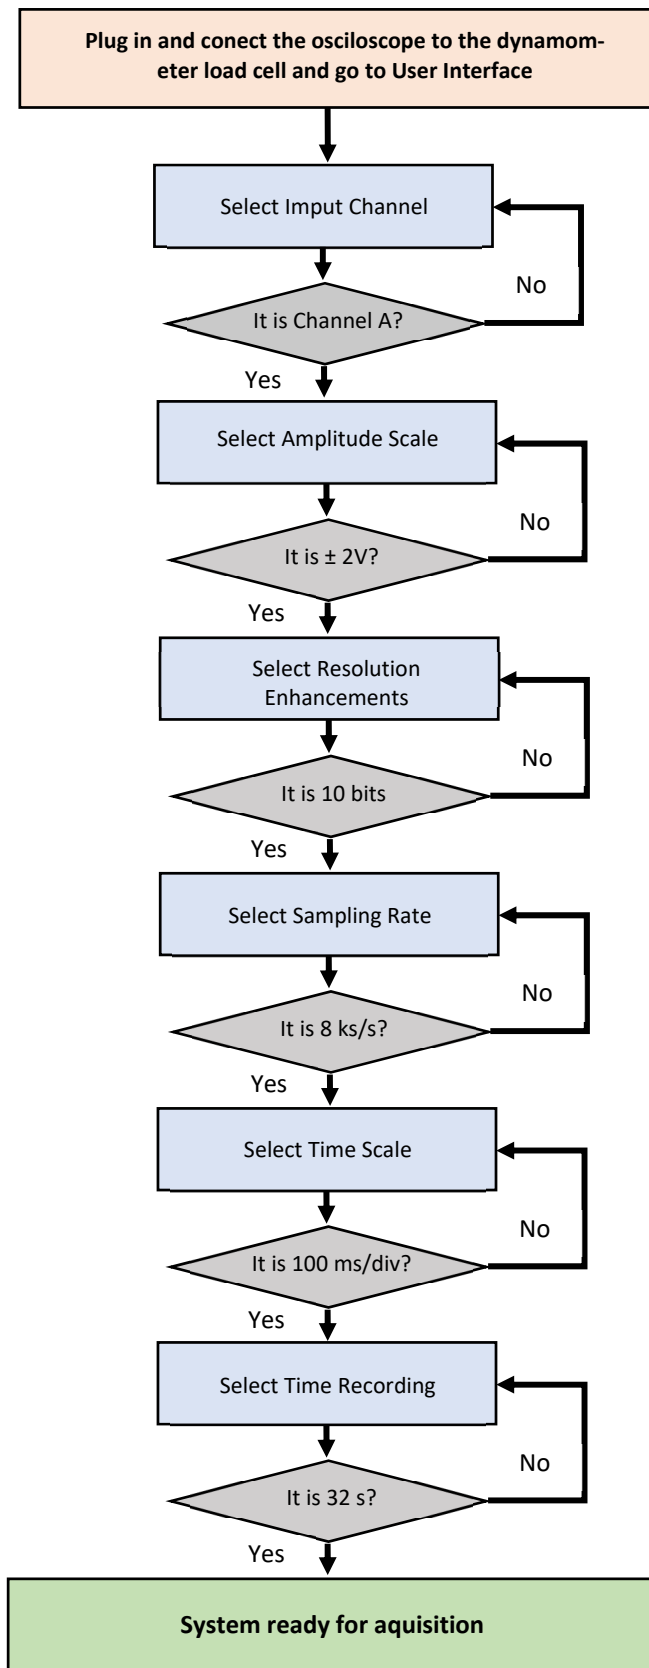 Plug in and conect the osciloscope to the dynamom-
eter load cell and go to User Interface
Select Imput Channel
No
It is Channel A?
Yes
Select Amplitude Scale
No
It is ± 2V?
Yes
Select Resolution
Enhancements
No
It is 10 bits
Yes
Select Sampling Rate
No
It is 8 ks/s?
Yes
Select Time Scale
No
It is 100 ms/div?
Yes
Select Time Recording
No
It is 32 s?
Yes
System ready for aquisition